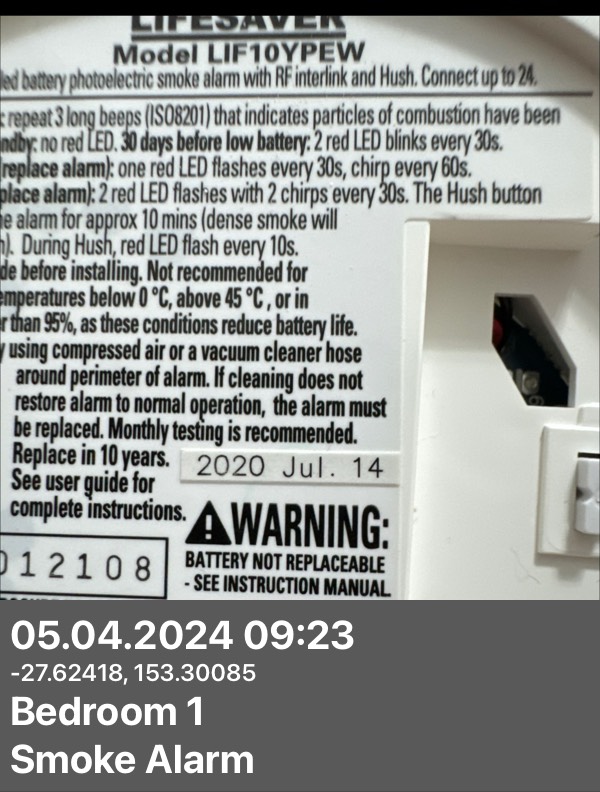 LIFESAVER
Model LIF10YPEW
led battery photoelectric smoke alarm with RF interlink and Hush. Connect up to 24.
: repeat 3 long beeps (ISO8201) that indicates particles of combustion have been
ndby: no red LED. 30 days before low battery: 2 red LED blinks every 30s.
replace alarm): one red LED flashes every 30s, chirp every 60s.
place alarm): 2 red LED flashes with 2 chirps every 30s. The Hush button
e alarm for approx 10 mins (dense smoke will
n). During Hush, red LED flash every 10s.
de before installing. Not recommended for
emperatures below 0 °C, above 45 °C , or in
r than 95%, as these conditions reduce battery life.
y using compressed air or a vacuum cleaner hose
around perimeter of alarm. If cleaning does not
restore alarm to normal operation, the alarm must
be replaced. Monthly testing is recommended.
Replace in 10 years.
2020 Jul. 14
See user guide for
complete instructions.
WARNING:
BATTERY NOT REPLACEABLE
- SEE INSTRUCTION MANUAL
012108
05.04.2024 09:23
-27.62418, 153.30085
Bedroom 1
Smoke Alarm